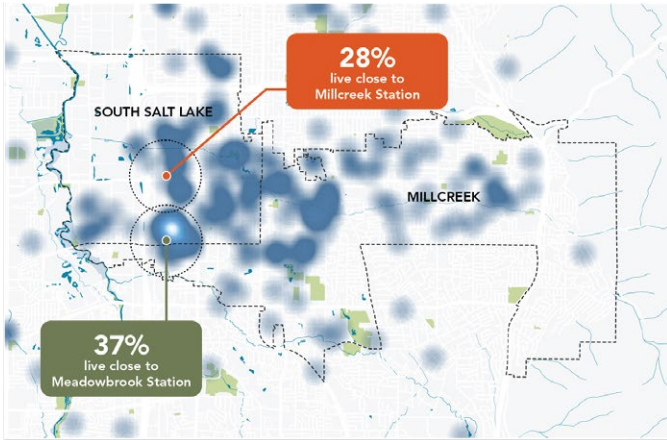 28%
live close to
Millcreek Station
SOUTH SALT LAKE
MILLCREEK
37%
live close to
Meadowbrook Station